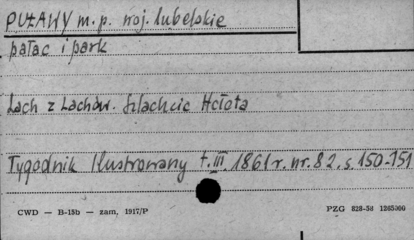 PUŁAWY m.p. woj. lubelskie
pałac i park
Lach z Lachów. Szlachcic Hołota
Tygodnik Ilustrowany t. III 1861 r. nr. 82. s. 150-151
CWD — B-15b — zam. 1917/P
PZG 828-58 1265000